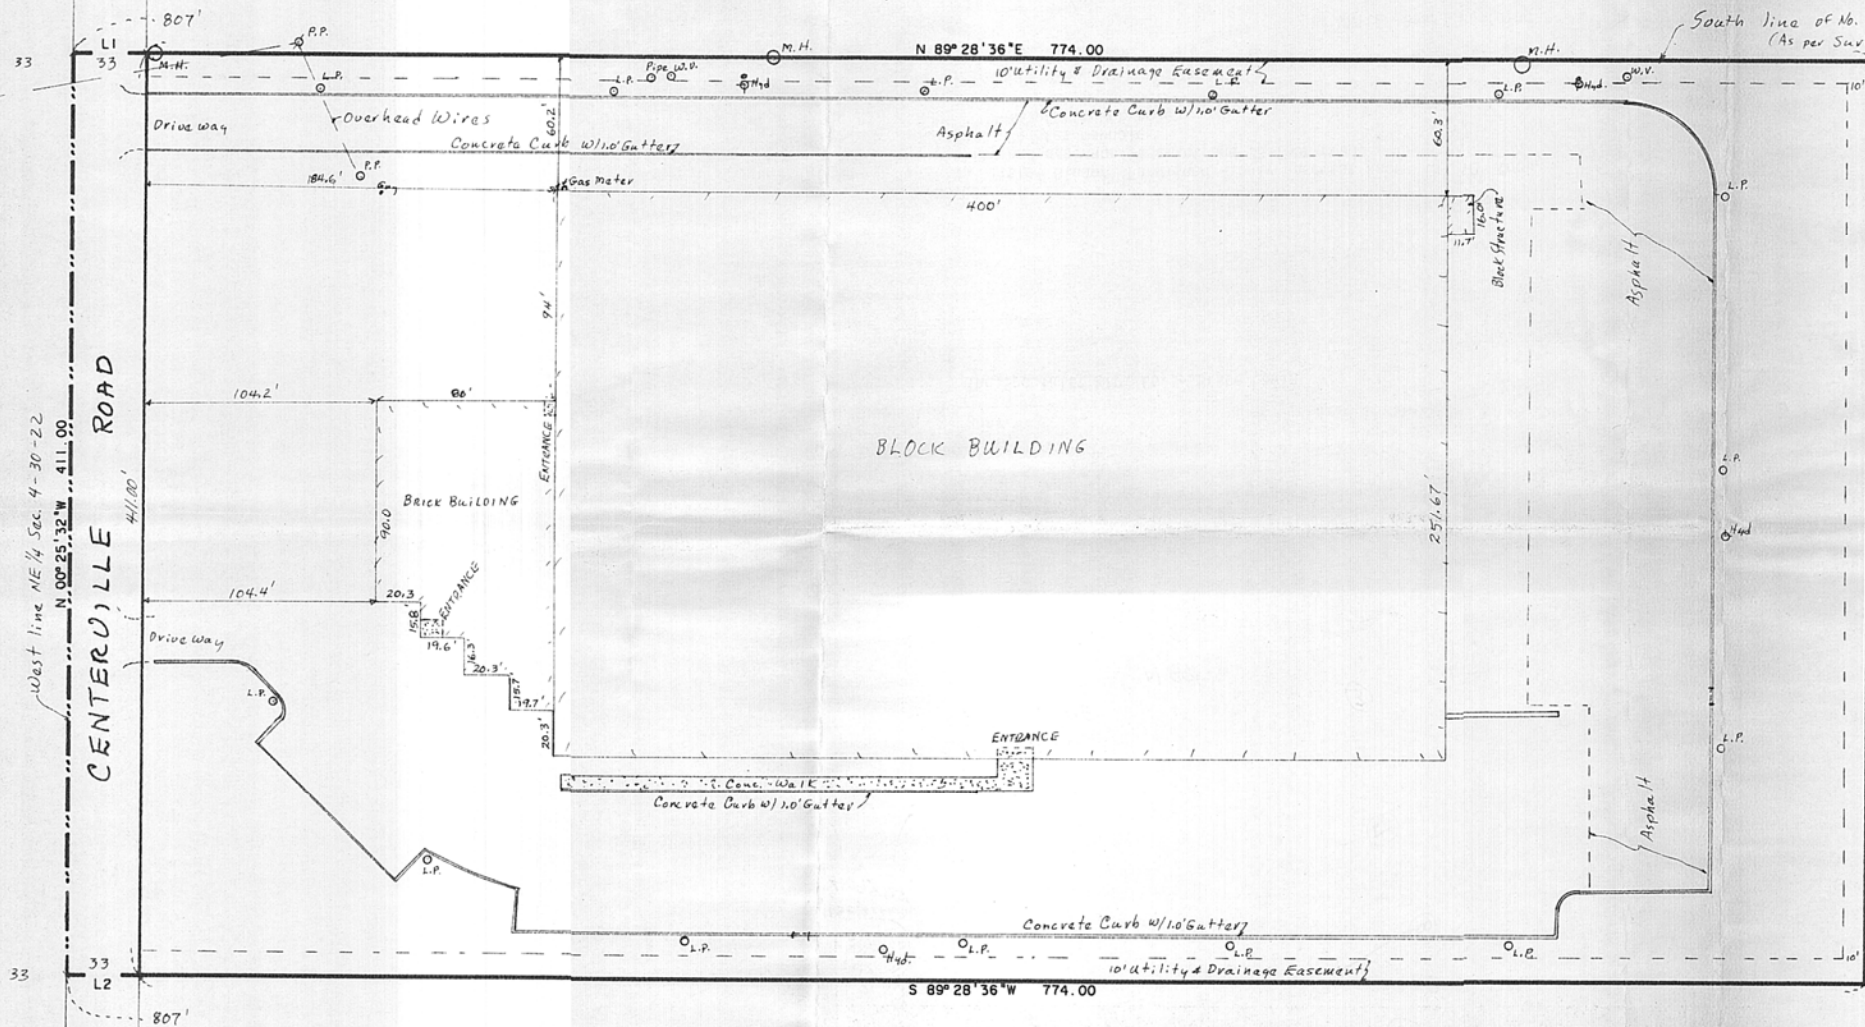 807'
P.P.
South line of No.
(As per Sur
L1
33
33
M.H.
M.H.
N 89° 28' 36" E 774.00
M.H.
L.P.
Pipe W.V.
L.P.
Hyd
L.P.
10' Utility & Drainage Easement
L.P.
L.P.
Hyd.
W.V.
10'
Driveway
Overhead Wires
60.2'
Concrete Curb W/1.0' Gutter
Asphalt
Concrete Curb W/1.0' Gutter
60.3'
P.P.
184.6'
Gas Meter
400'
L.P.
16.0'
11.7'
Block Structure
Asphalt
94'
104.2'
80'
ENTRANCE
BLOCK BUILDING
L.P.
BRICK BUILDING
90.0
251.67'
Hyd
West line NE 1/4 Sec. 4-30-22
N 00° 25' 32" W 411.00
CENTERVILLE ROAD
411.00'
104.4'
20.3
15.8'
ENTRANCE
19.6'
16.3'
20.3'
15.7'
19.7'
20.3'
Driveway
L.P.
ENTRANCE
L.P.
Conc. Walk
Concrete Curb W/1.0' Gutter
Asphalt
L.P.
Concrete Curb W/1.0' Gutter
L.P.
Hyd.
L.P.
L.P.
L.P.
10' Utility & Drainage Easement
10'
33
33
L2
S 89° 28' 36" W 774.00
807'